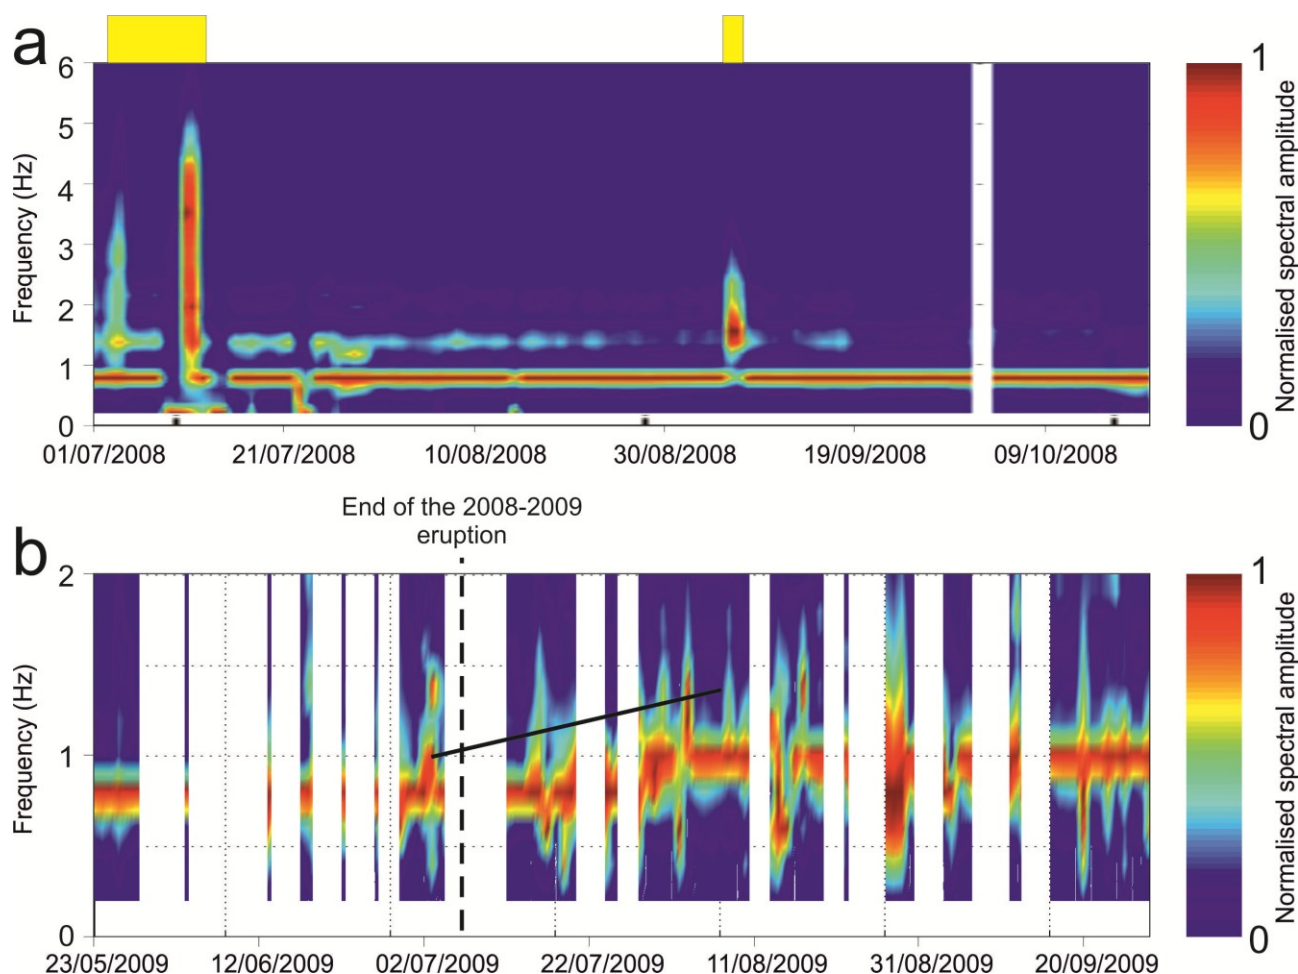 a
6
5
4
3
2
1
0
Frequency (Hz)
01/07/2008 21/07/2008 10/08/2008 30/08/2008 19/09/2008 09/10/2008
1
0
Normalised spectral amplitude
End of the 2008-2009
eruption
b
2
1
0
Frequency (Hz)
23/05/2009 12/06/2009 02/07/2009 22/07/2009 11/08/2009 31/08/2009 20/09/2009
1
0
Normalised spectral amplitude